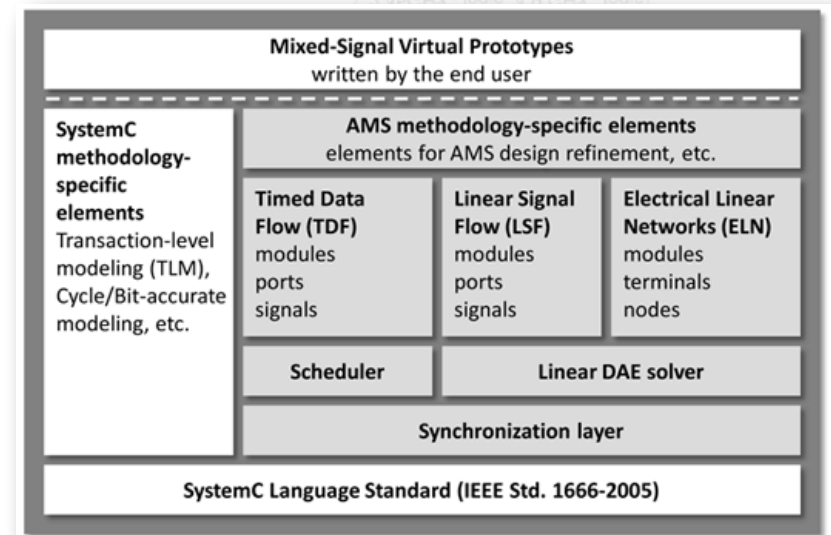 Mixed-Signal Virtual Prototypes
written by the end user
SystemC
methodology-
specific
elements
Transaction-level
modeling (TLM),
Cycle/Bit-accurate
modeling, etc.
AMS methodology-specific elements
elements for AMS design refinement, etc.
Timed Data
Flow (TDF)
modules
ports
signals
Linear Signal
Flow (LSF)
modules
ports
signals
Electrical Linear
Networks (ELN)
modules
terminals
nodes
Scheduler
Linear DAE solver
Synchronization layer
SystemC Language Standard (IEEE Std. 1666-2005)